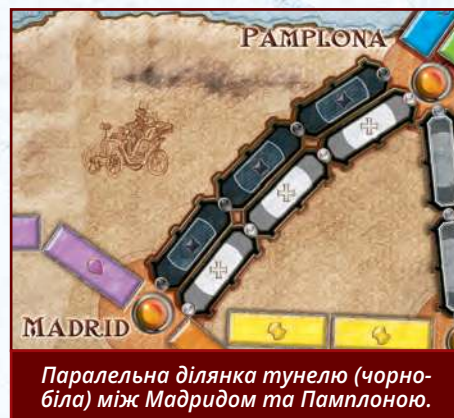 PAMPLONA
MADRID
Паралельна ділянка тунелю (чорно-
біла) між Мадридом та Памплоною.